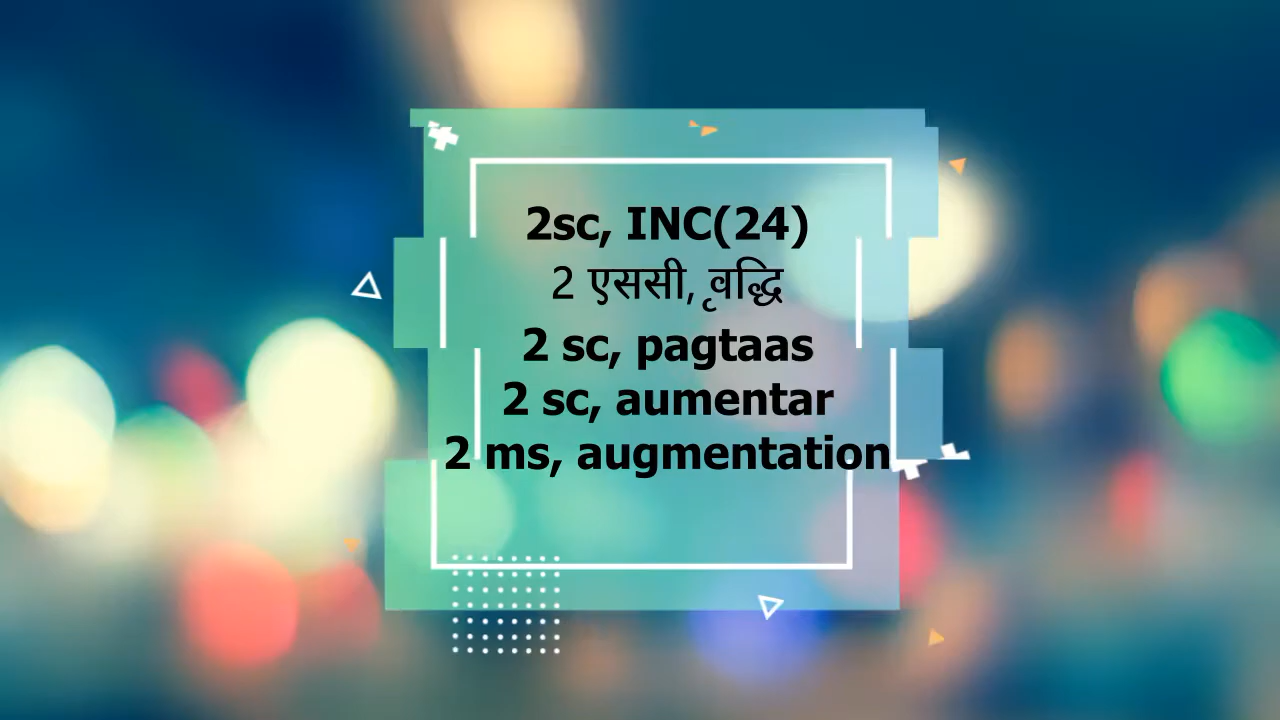 2sc, INC(24)
2 एससी, वृद्धि
2 sc, pagtaas
2 sc, aumentar
2 ms, augmentation